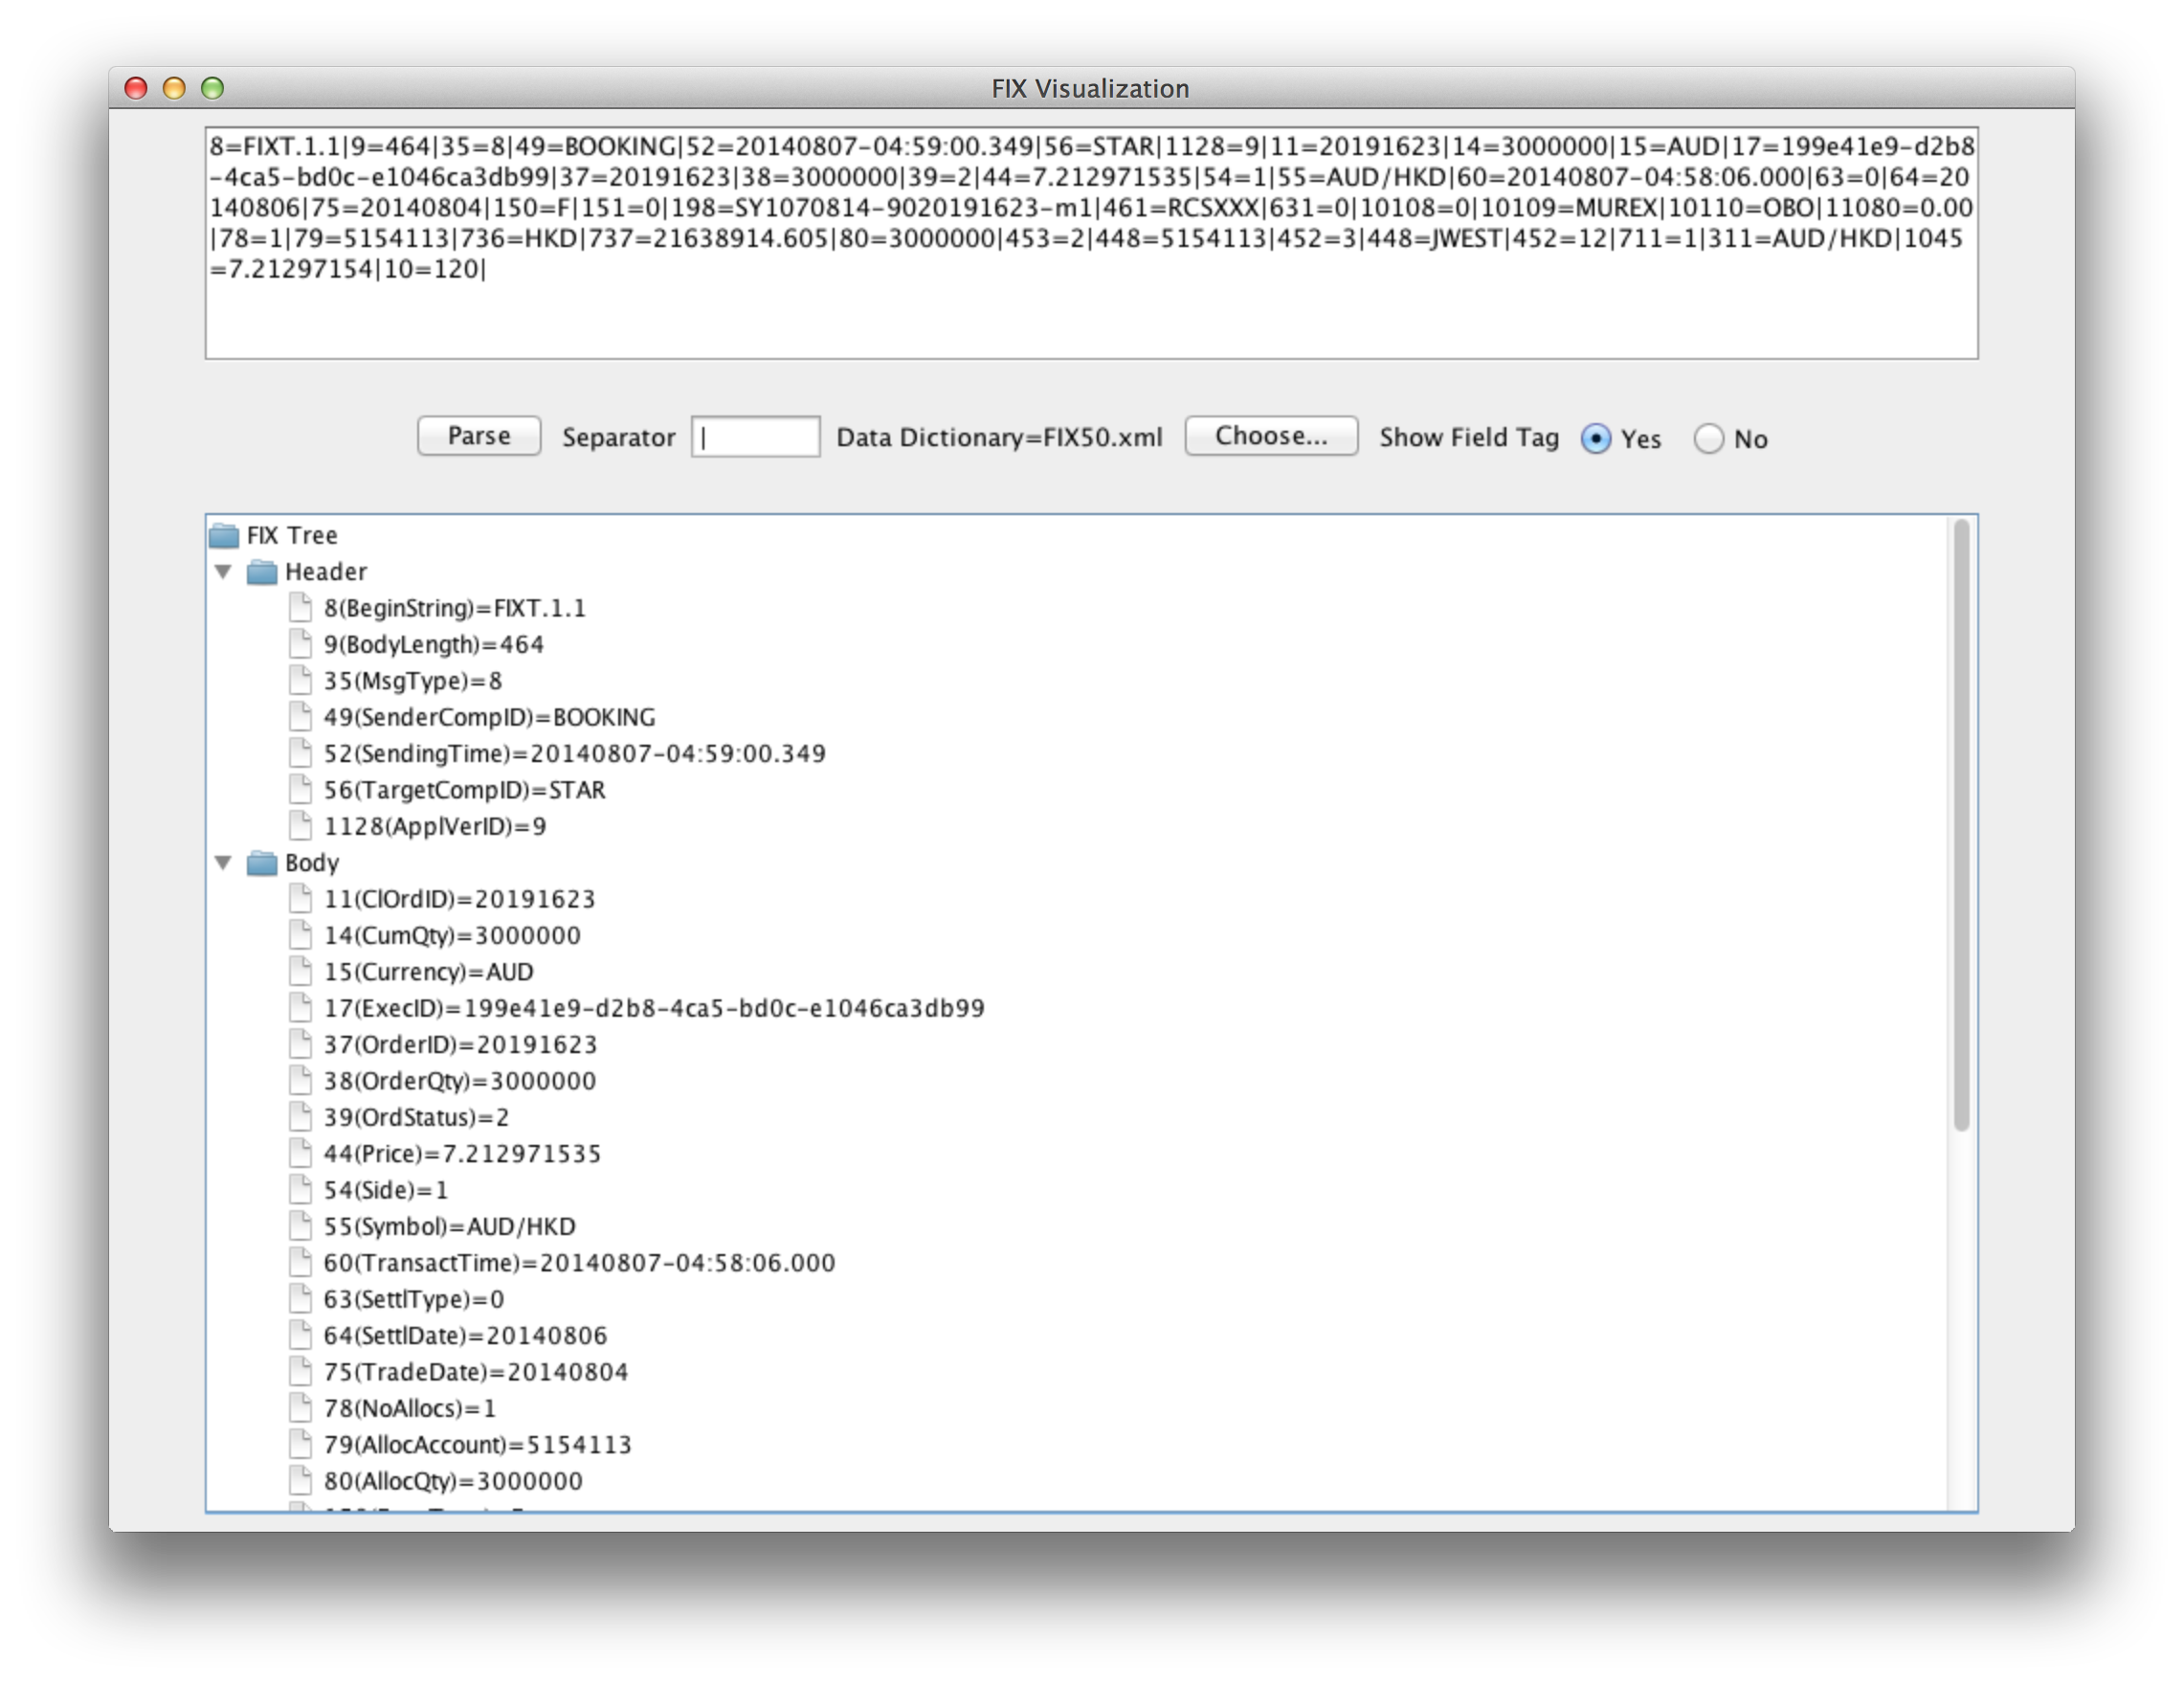 FIX Visualization
8=FIXT.1.1|9=464|35=8|49=BOOKING|52=20140807-04:59:00.349|56=STAR|1128=9|11=20191623|14=3000000|15=AUD|17=199e41e9-d2b8
-4ca5-bd0c-e1046ca3db99|37=20191623|38=3000000|39=2|44=7.212971535|54=1|55=AUD/HKD|60=20140807-04:58:06.000|63=0|64=20
140806|75=20140804|150=F|151=0|198=SY1070814-9020191623-m1|461=RCSXXX|631=0|10108=0|10109=MUREX|10110=OBO|11080=0.00
|78=1|79=5154113|736=HKD|737=21638914.605|80=3000000|453=2|448=5154113|452=3|448=JWEST|452=12|711=1|311=AUD/HKD|1045
=7.21297154|10=120|
Parse Separator | Data Dictionary=FIX50.xml Choose... Show Field Tag Yes No
FIX Tree
Header
8(BeginString)=FIXT.1.1
9(BodyLength)=464
35(MsgType)=8
49(SenderCompID)=BOOKING
52(SendingTime)=20140807-04:59:00.349
56(TargetCompID)=STAR
1128(ApplVerID)=9
Body
11(ClOrdID)=20191623
14(CumQty)=3000000
15(Currency)=AUD
17(ExecID)=199e41e9-d2b8-4ca5-bd0c-e1046ca3db99
37(OrderID)=20191623
38(OrderQty)=3000000
39(OrdStatus)=2
44(Price)=7.212971535
54(Side)=1
55(Symbol)=AUD/HKD
60(TransactTime)=20140807-04:58:06.000
63(SettlType)=0
64(SettlDate)=20140806
75(TradeDate)=20140804
78(NoAllocs)=1
79(AllocAccount)=5154113
80(AllocQty)=3000000